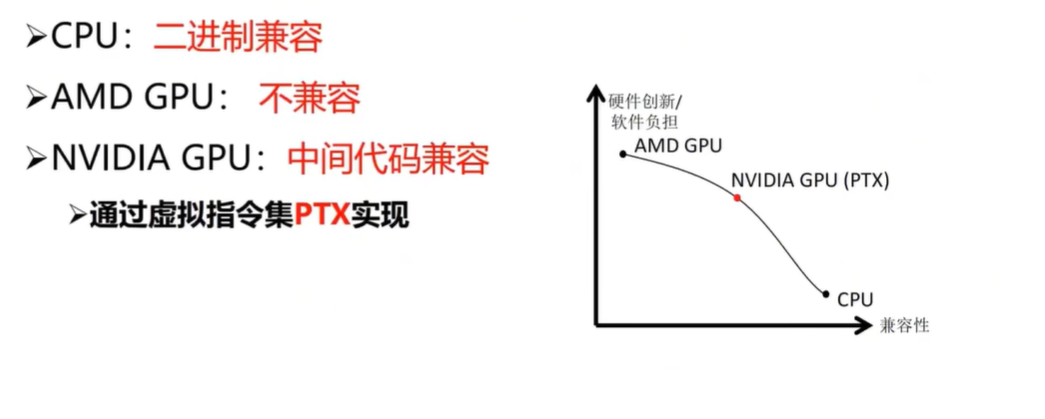 ➢CPU：二进制兼容
➢AMD GPU： 不兼容
➢NVIDIA GPU：中间代码兼容
➢通过虚拟指令集PTX实现
硬件创新/
软件负担
AMD GPU
NVIDIA GPU (PTX)
CPU
兼容性